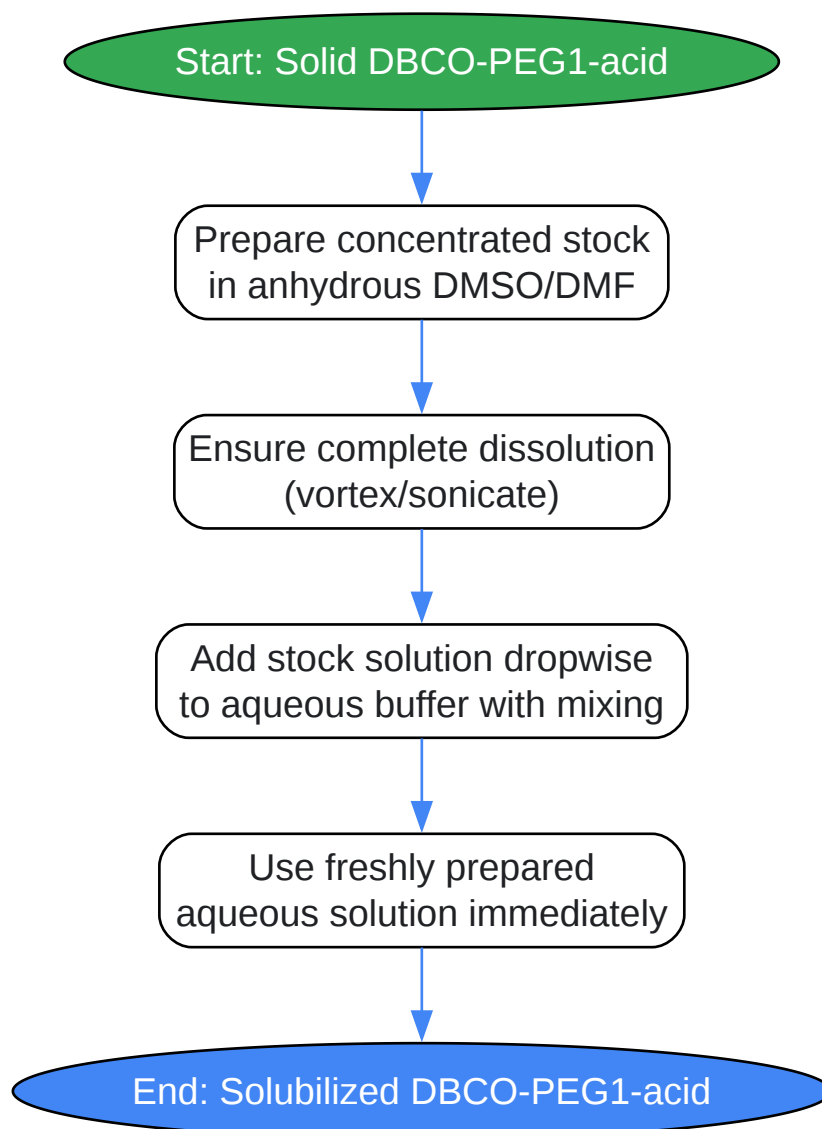 Start: Solid DBCO-PEG1-acid
Prepare concentrated stock
in anhydrous DMSO/DMF
Ensure complete dissolution
(vortex/sonicate)
Add stock solution dropwise
to aqueous buffer with mixing
Use freshly prepared
aqueous solution immediately
End: Solubilized DBCO-PEG1-acid